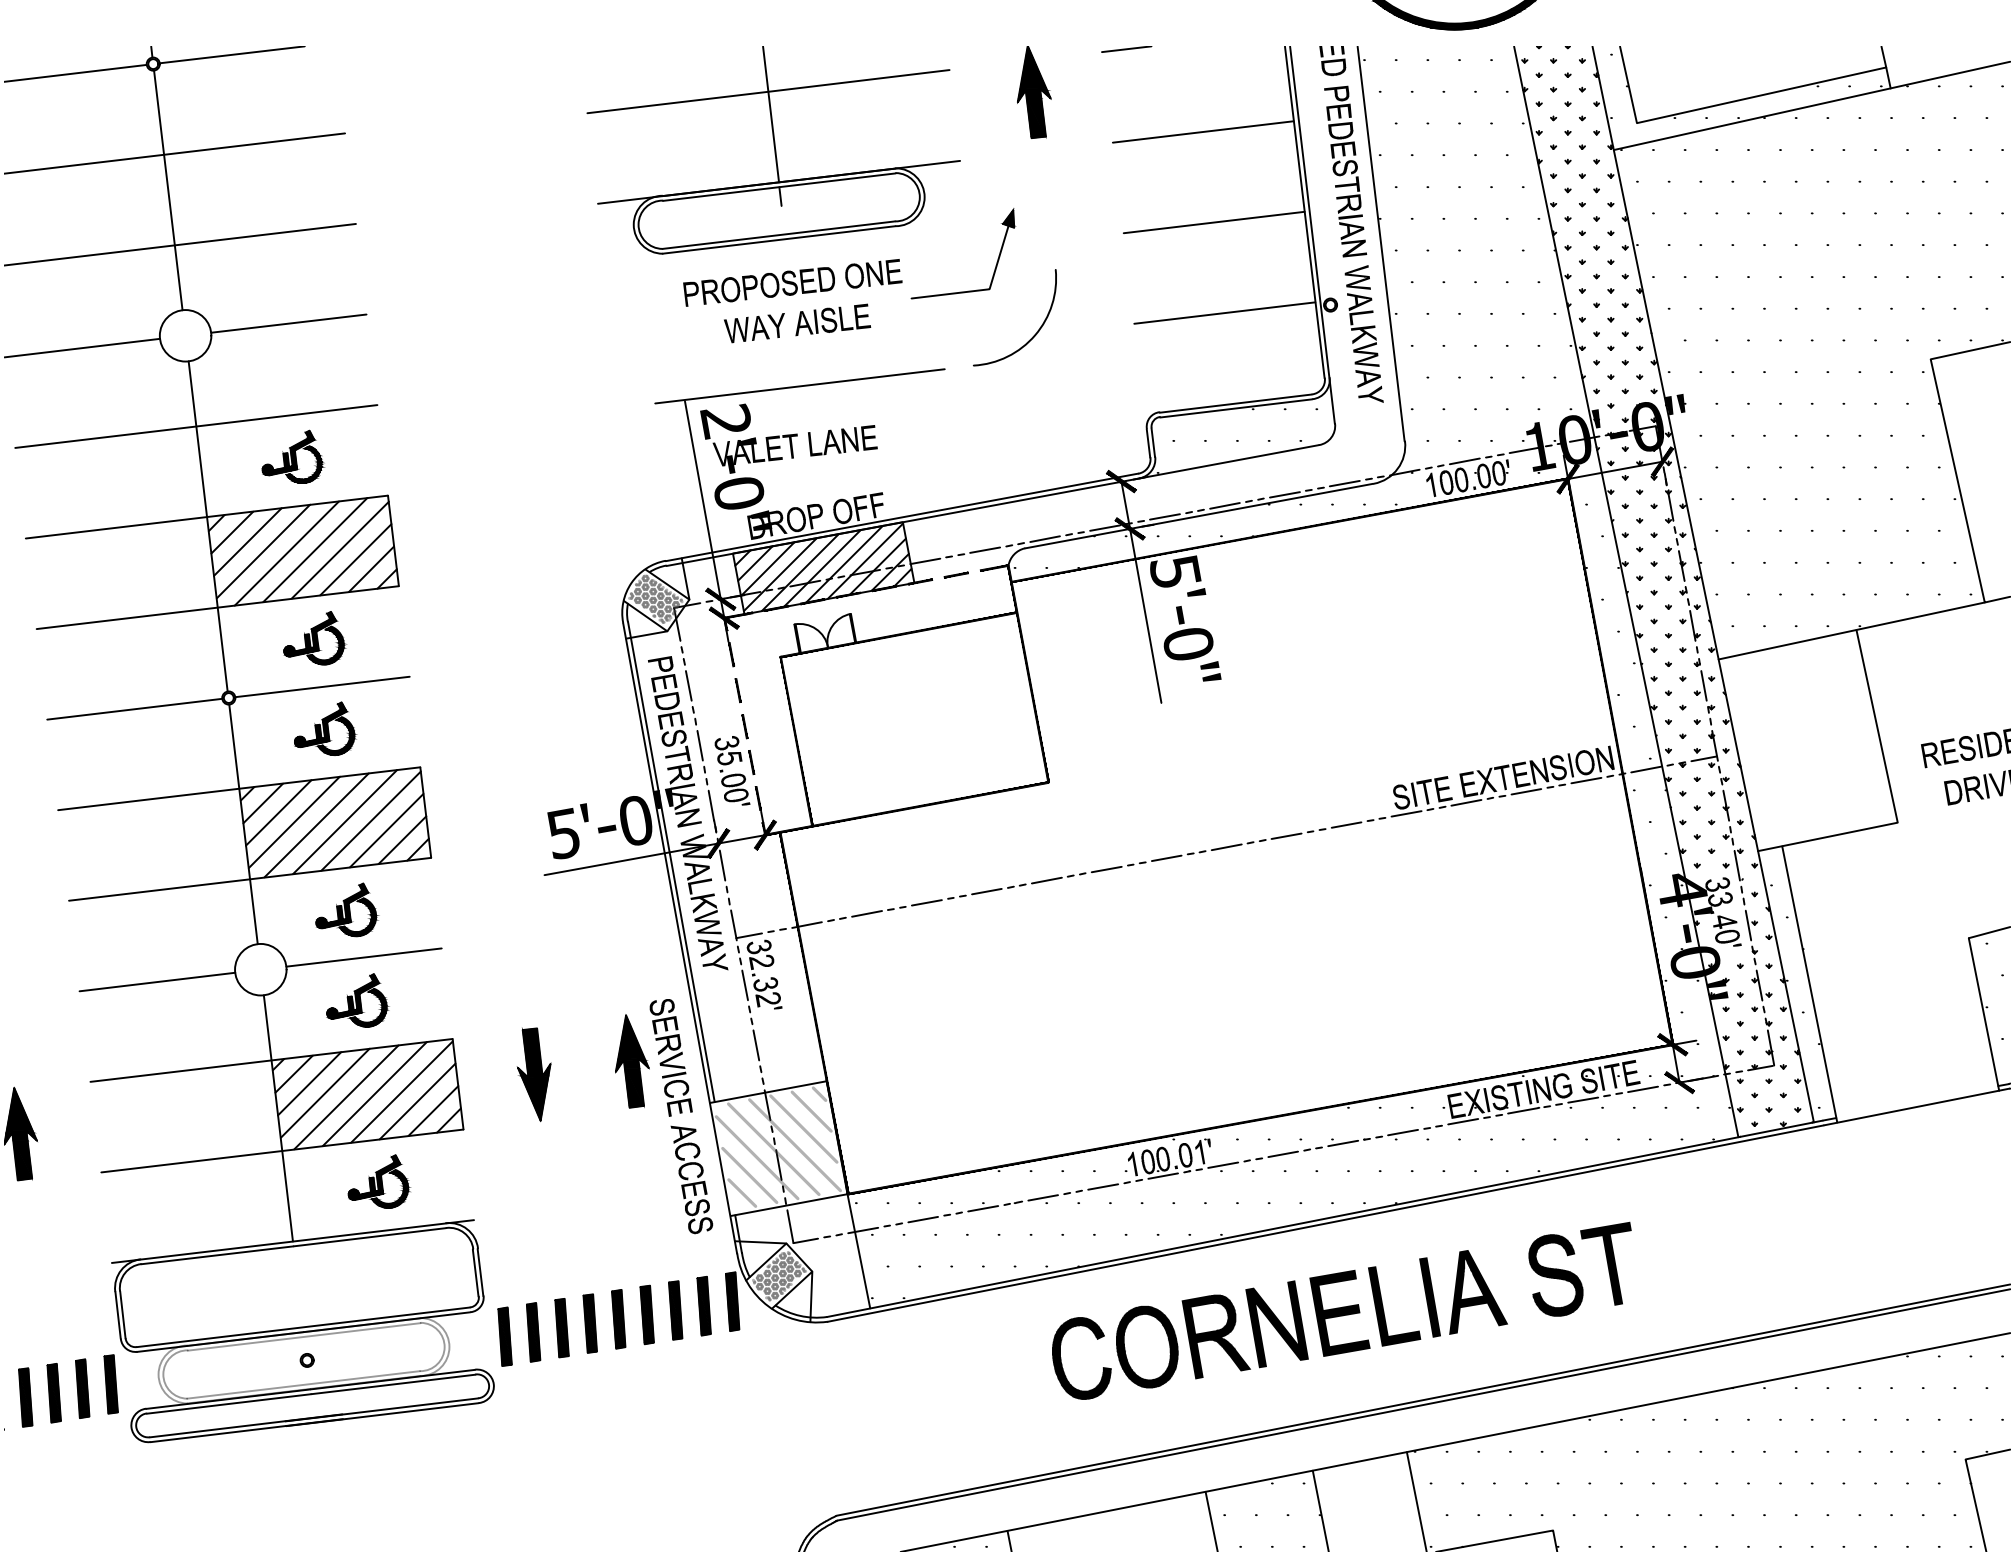 ED PEDESTRIAN WALKWAY
PROPOSED ONE
WAY AISLE
2'-0"
VALET LANE
DROP OFF
10'-0"
100.00'
5'-0"
PEDESTRIAN WALKWAY
35.00'
5'-0"
SITE EXTENSION
RESIDE
DRIV
32.32'
33.40'
4'-0"
SERVICE ACCESS
EXISTING SITE
100.01'
CORNELIA ST